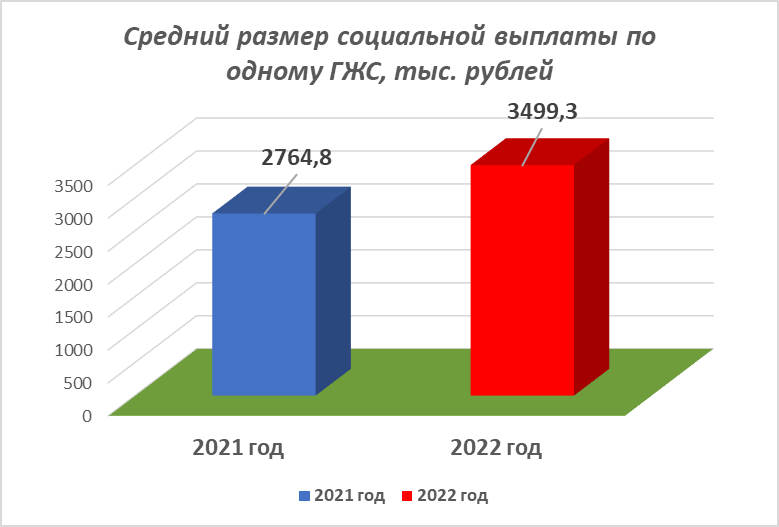 Средний размер социальной выплаты по
одному ГЖС, тыс. рублей
3499,3
2764,8
3500
3000
2500
2000
1500
1000
500
0
2021 год
2022 год
2021 год
2022 год